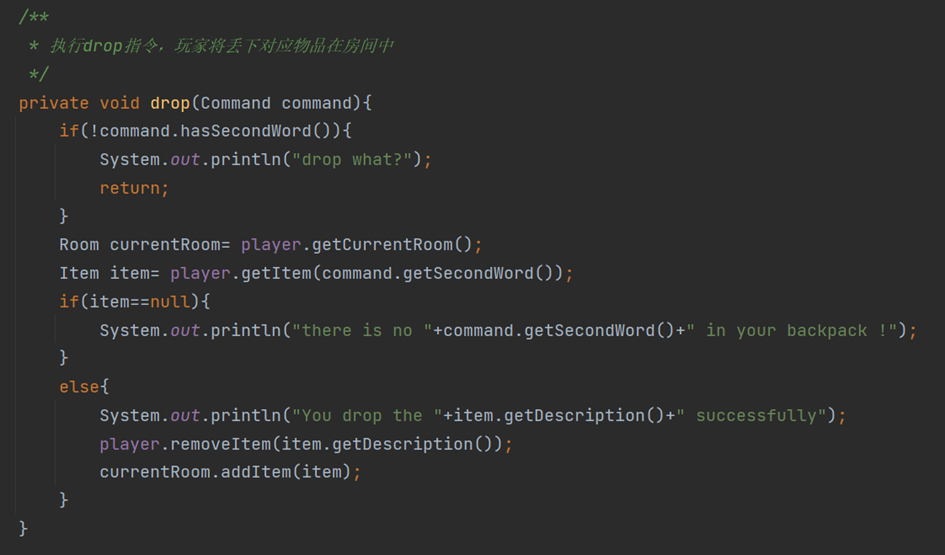 /**
 * 执行drop指令，玩家将丢下对应物品在房间中
 */
private void drop(Command command){
    if(!command.hasSecondWord()){
        System.out.println("drop what?");
        return;
    }
    Room currentRoom= player.getCurrentRoom();
    Item item= player.getItem(command.getSecondWord());
    if(item==null){
        System.out.println("there is no "+command.getSecondWord()+" in your backpack !");
    }
    else{
        System.out.println("You drop the "+item.getDescription()+" successfully");
        player.removeItem(item.getDescription());
        currentRoom.addItem(item);
    }
}